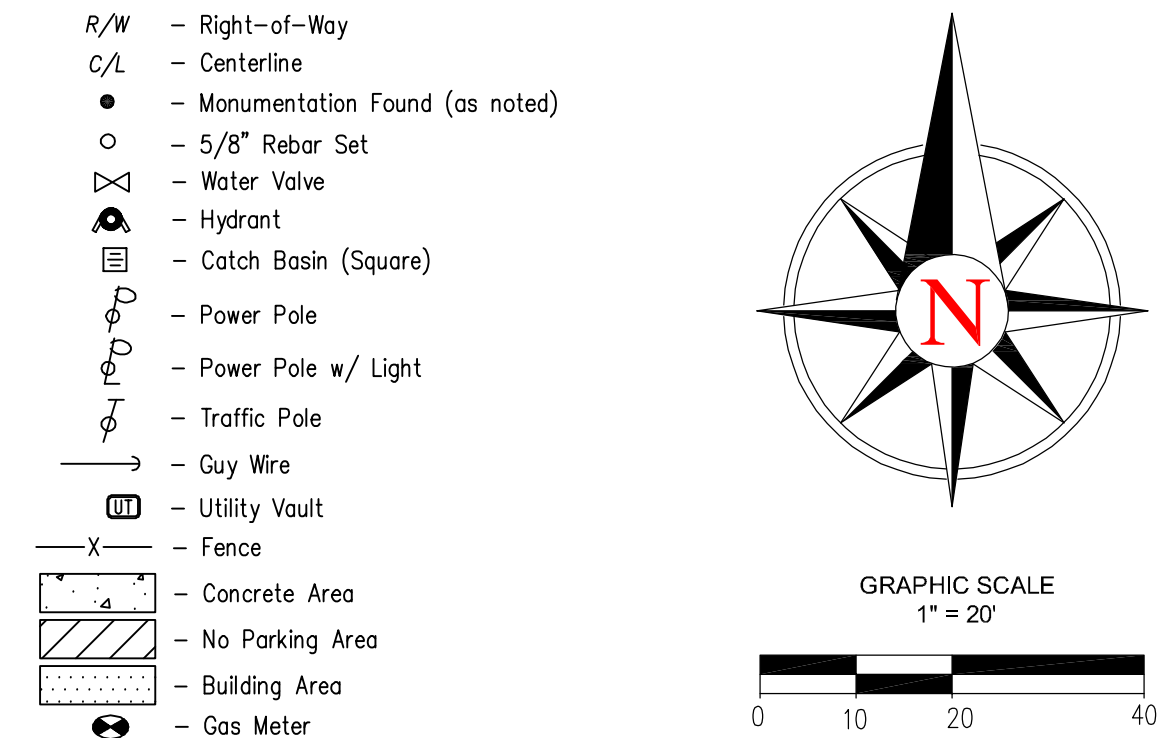 R/W – Right-of-Way
C/L – Centerline
– Monumentation Found (as noted)
– 5/8" Rebar Set
– Water Valve
– Hydrant
– Catch Basin (Square)
– Power Pole
– Power Pole w/ Light
– Traffic Pole
– Guy Wire
UT – Utility Vault
X – Fence
– Concrete Area
– No Parking Area
– Building Area
– Gas Meter
N
GRAPHIC SCALE
1" = 20'
0 10 20 40